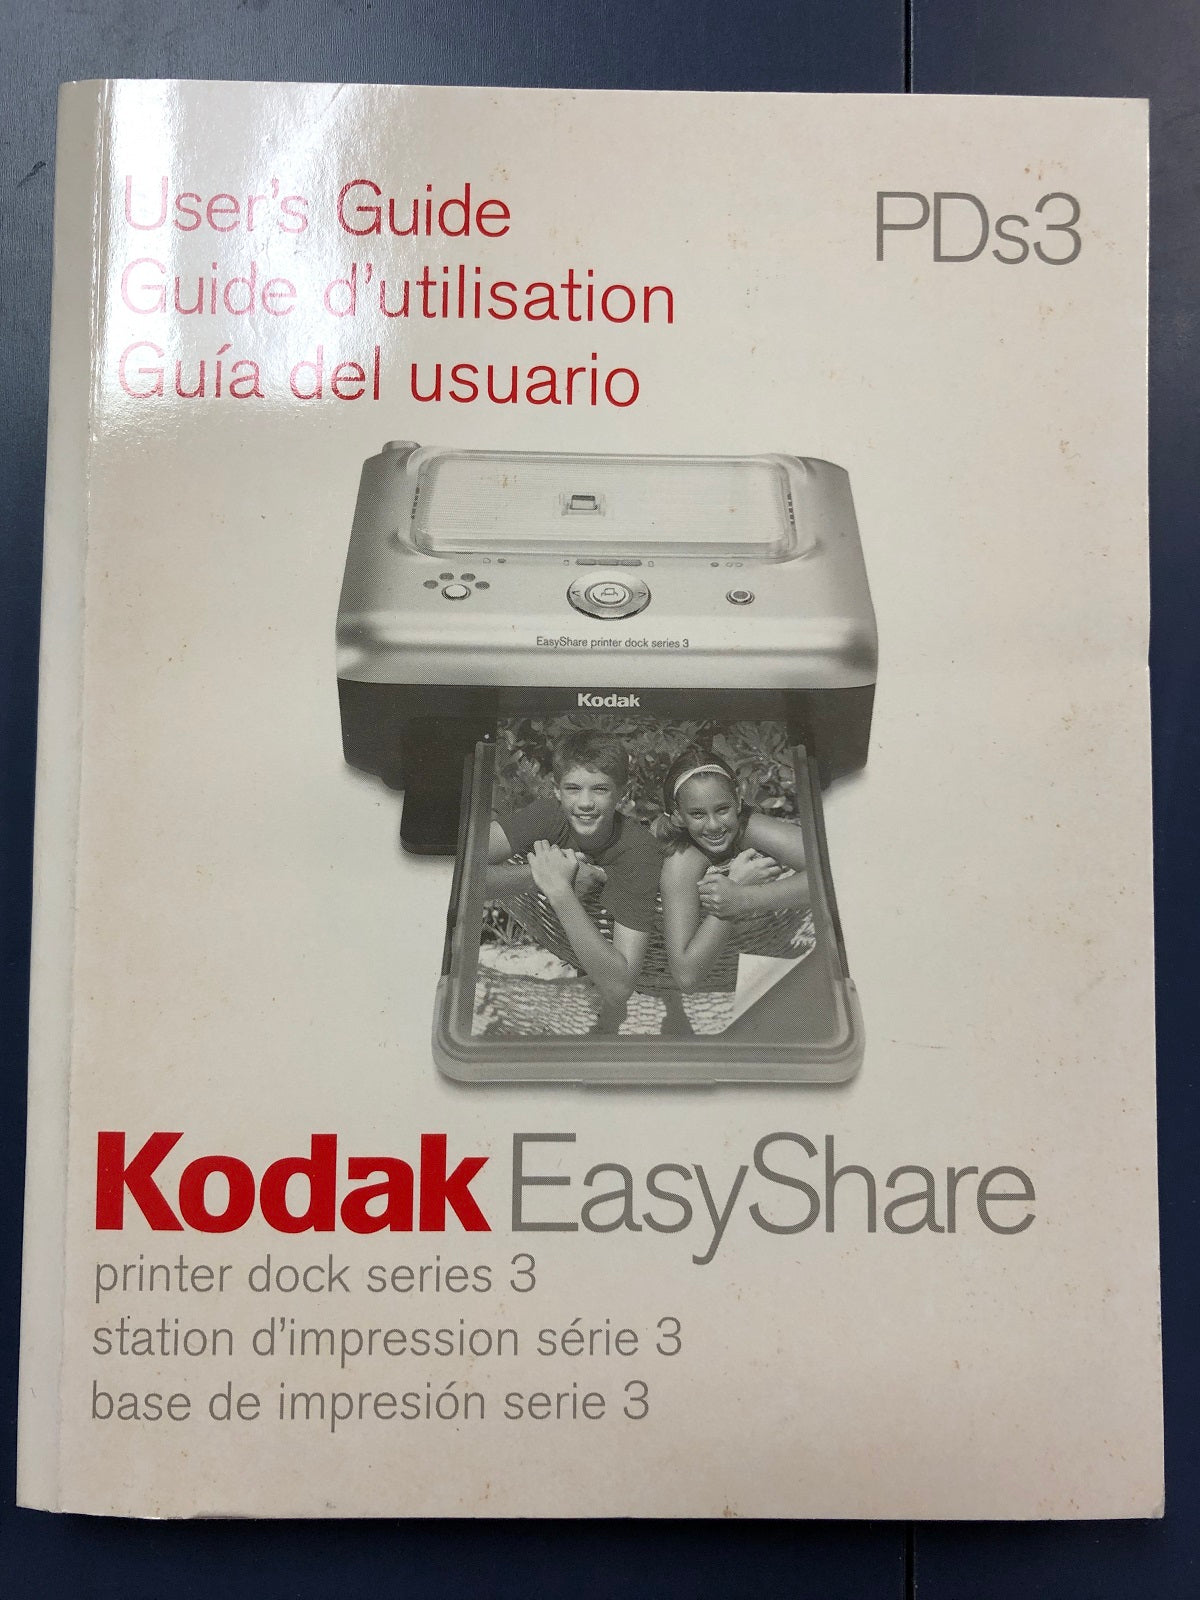 User's Guide
PDs3
Guide d'utilisation
Guía del usuario
EasyShare printer dock series 3
Kodak
Kodak EasyShare
printer dock series 3
station d'impression série 3
base de impresión serie 3